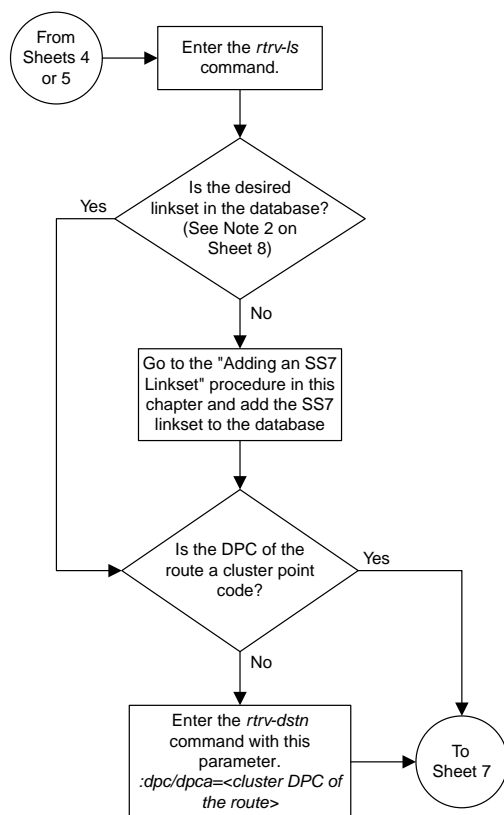 From
Sheets 4
or 5
Enter the rtrv-ls
command.
Is the desired
linkset in the database?
(See Note 2 on
Sheet 8)
Yes
No
Go to the "Adding an SS7
Linkset" procedure in this
chapter and add the SS7
linkset to the database
Is the DPC of the
route a cluster point
code?
Yes
No
Enter the rtrv-dstn
command with this
parameter.
:dpc/dpca=<cluster DPC of
the route>
To
Sheet 7